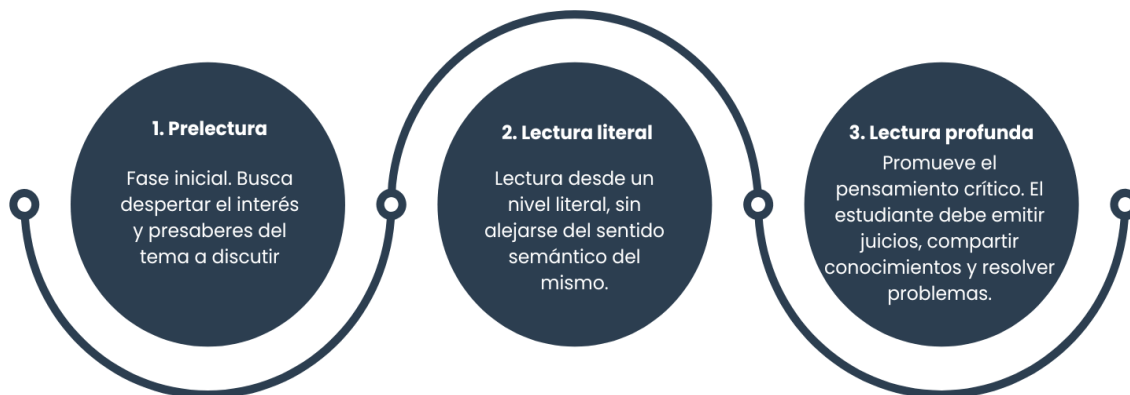 1. Prelectura
Fase inicial. Busca
despertar el interés
y presaberes del
tema a discutir
2. Lectura literal
Lectura desde un
nivel literal, sin
alejarse del sentido
semántico del
mismo.
3. Lectura profunda
Promueve el
pensamiento crítico. El
estudiante debe emitir
juicios, compartir
conocimientos y resolver
problemas.